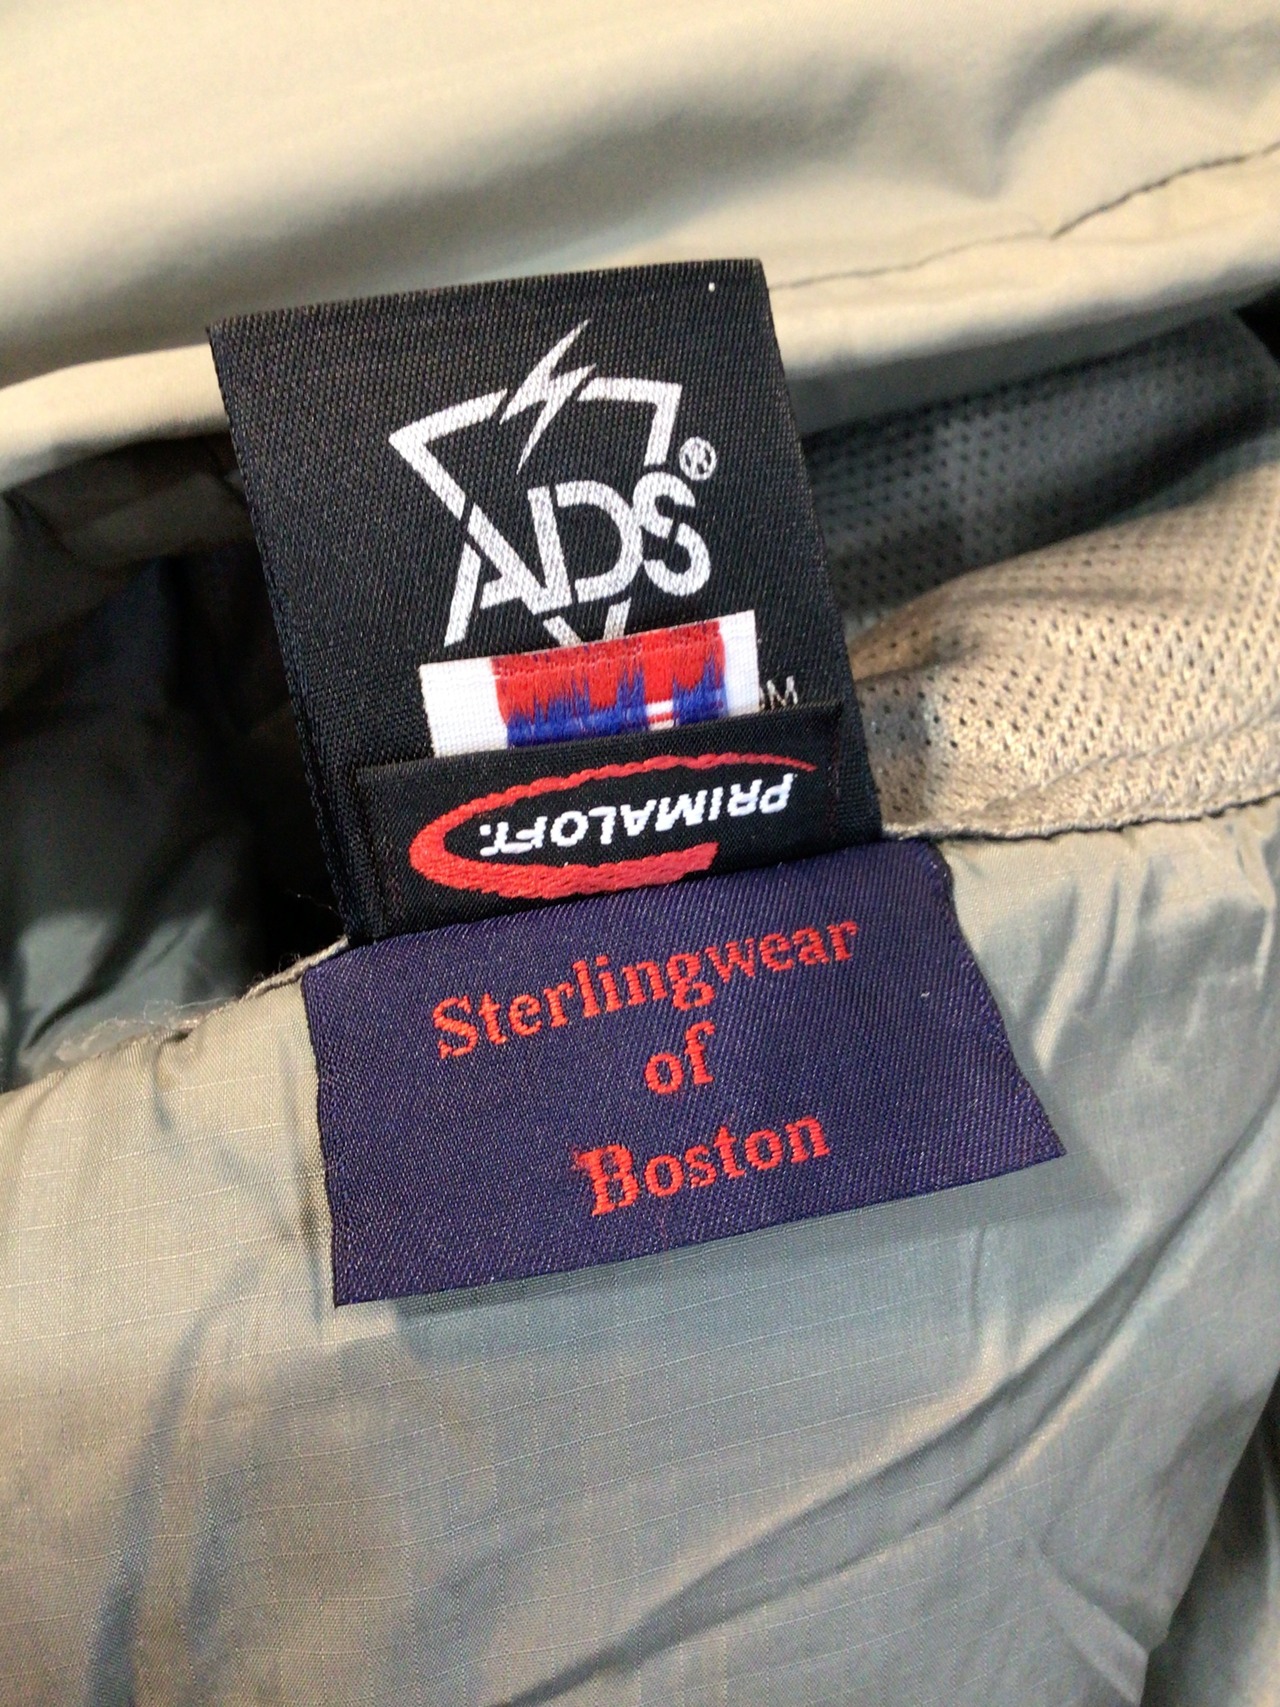 ADS®
M
PRIMALOFT.
Sterlingwear
of
Boston